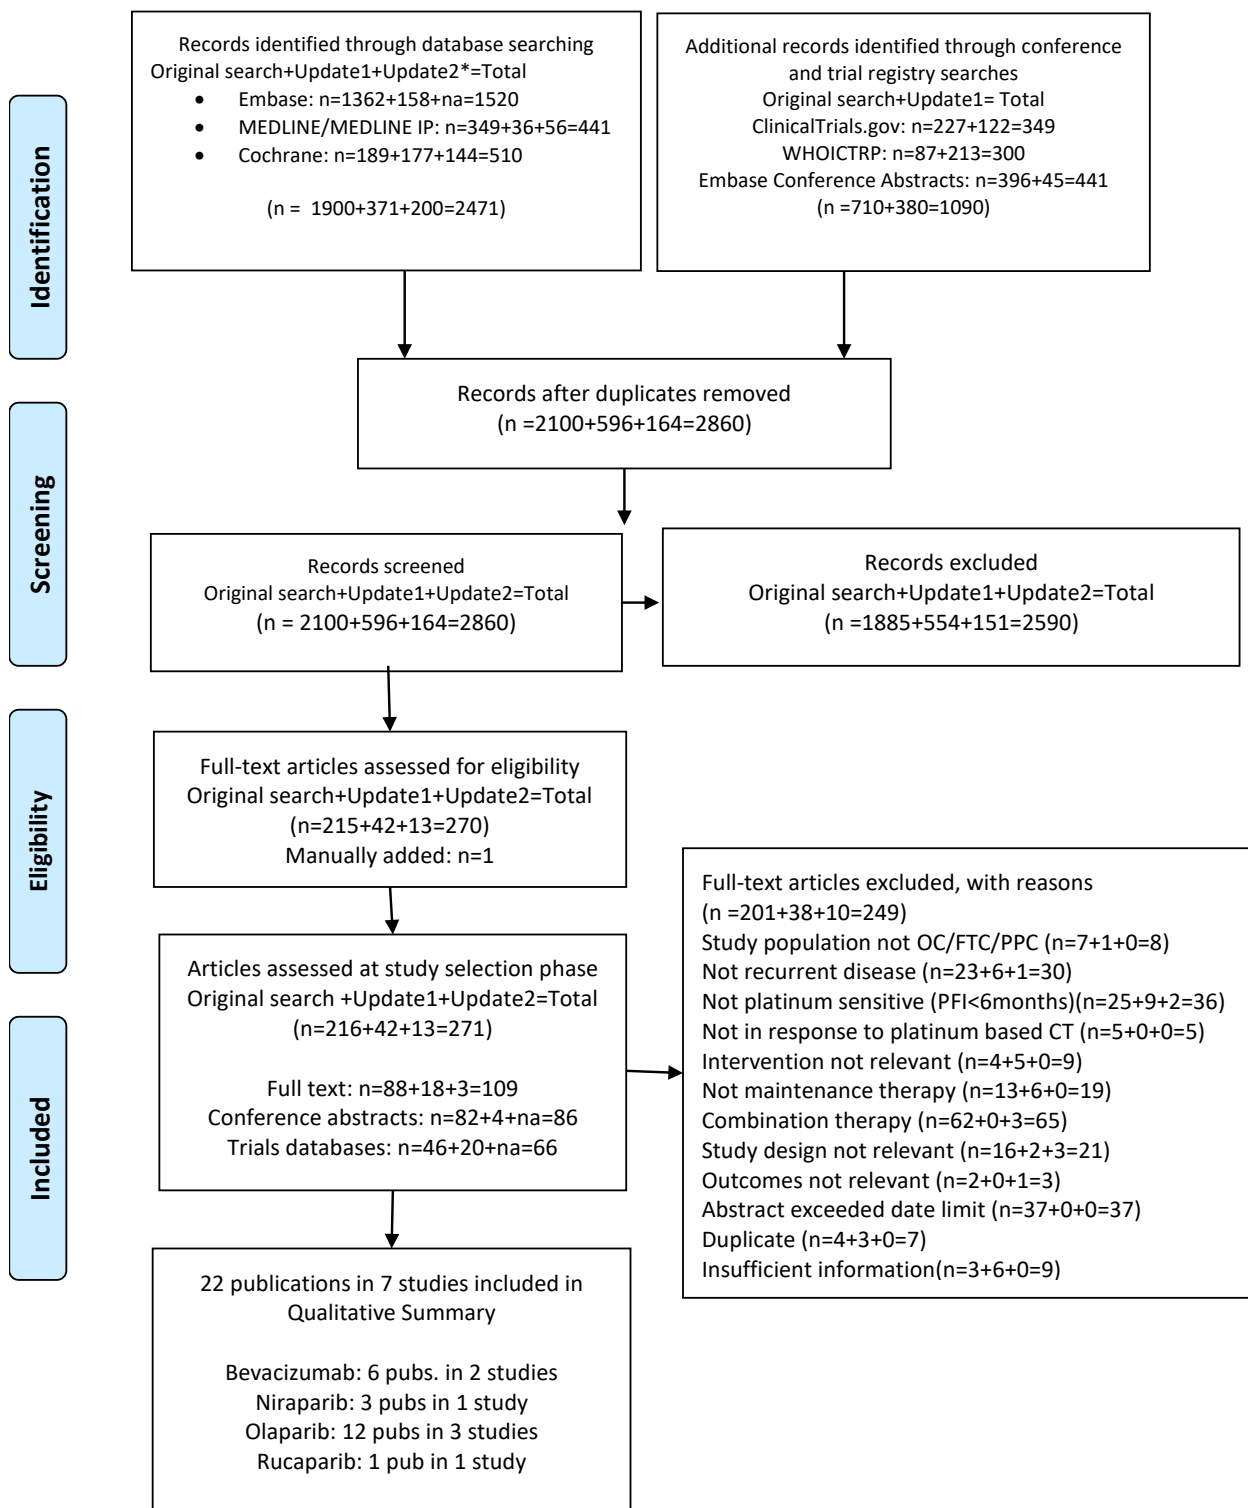 Identification
Records identified through database searching
Original search+Update1+Update2*=Total
• Embase: n=1362+158+na=1520
• MEDLINE/MEDLINE IP: n=349+36+56=441
• Cochrane: n=189+177+144=510
(n = 1900+371+200=2471)
Additional records identified through conference
and trial registry searches
Original search+Update1= Total
ClinicalTrials.gov: n=227+122=349
WHOICTRP: n=87+213=300
Embase Conference Abstracts: n=396+45=441
(n =710+380=1090)
Records after duplicates removed
(n =2100+596+164=2860)
Screening
Records screened
Original search+Update1+Update2=Total
(n = 2100+596+164=2860)
Records excluded
Original search+Update1+Update2=Total
(n =1885+554+151=2590)
Eligibility
Full-text articles assessed for eligibility
Original search+Update1+Update2=Total
(n=215+42+13=270)
Manually added: n=1
Articles assessed at study selection phase
Original search +Update1+Update2=Total
(n=216+42+13=271)
Full text: n=88+18+3=109
Conference abstracts: n=82+4+na=86
Trials databases: n=46+20+na=66
Full-text articles excluded, with reasons
(n =201+38+10=249)
Study population not OC/FTC/PPC (n=7+1+0=8)
Not recurrent disease (n=23+6+1=30)
Not platinum sensitive (PFI<6months)(n=25+9+2=36)
Not in response to platinum based CT (n=5+0+0=5)
Intervention not relevant (n=4+5+0=9)
Not maintenance therapy (n=13+6+0=19)
Combination therapy (n=62+0+3=65)
Study design not relevant (n=16+2+3=21)
Outcomes not relevant (n=2+0+1=3)
Abstract exceeded date limit (n=37+0+0=37)
Duplicate (n=4+3+0=7)
Insufficient information(n=3+6+0=9)
Included
22 publications in 7 studies included in
Qualitative Summary
Bevacizumab: 6 pubs. in 2 studies
Niraparib: 3 pubs in 1 study
Olaparib: 12 pubs in 3 studies
Rucaparib: 1 pub in 1 study